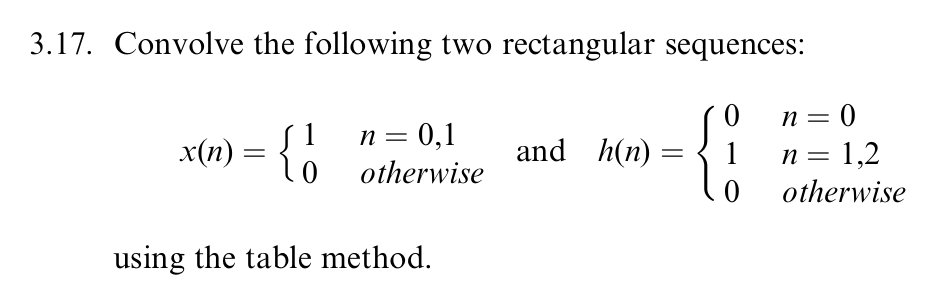 3.17. Convolve the following two rectangular sequences:
x(n) = { 1 n = 0,1
0 otherwise
and h(n) = { 0 n = 0
1 n = 1,2
0 otherwise
using the table method.